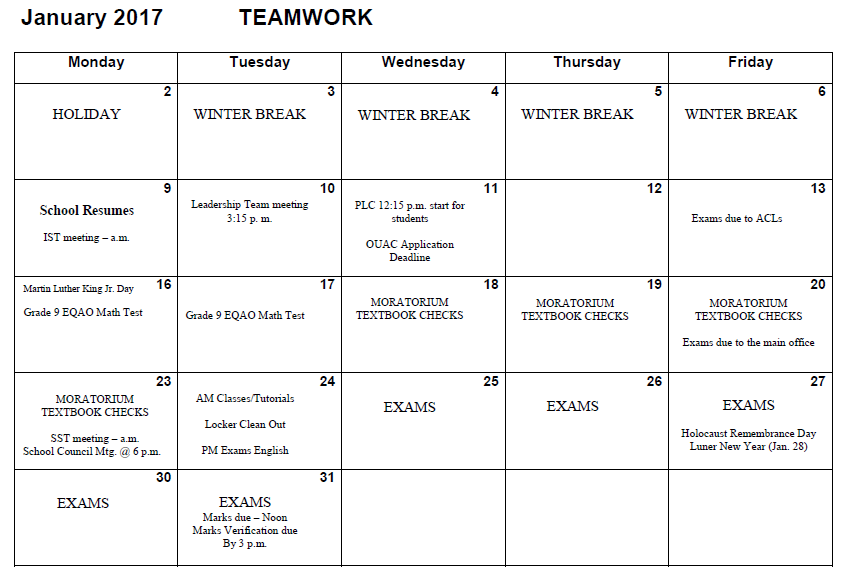 January 2017 TEAMWORK
Monday Tuesday Wednesday Thursday Friday
2
HOLIDAY
3
WINTER BREAK
4
WINTER BREAK
5
WINTER BREAK
6
WINTER BREAK
9
School Resumes
IST meeting – a.m.
10
Leadership Team meeting
3:15 p. m.
11
PLC 12:15 p.m. start for
students
OUAC Application
Deadline
12
13
Exams due to ACLs
Martin Luther King Jr. Day 16
Grade 9 EQAO Math Test
17
Grade 9 EQAO Math Test
18
MORATORIUM
TEXTBOOK CHECKS
19
MORATORIUM
TEXTBOOK CHECKS
20
MORATORIUM
TEXTBOOK CHECKS
Exams due to the main office
23
MORATORIUM
TEXTBOOK CHECKS
SST meeting – a.m.
School Council Mtg. @ 6 p.m.
24
AM Classes/Tutorials
Locker Clean Out
PM Exams English
25
EXAMS
26
EXAMS
27
EXAMS
Holocaust Remembrance Day
Luner New Year (Jan. 28)
30
EXAMS
31
EXAMS
Marks due – Noon
Marks Verification due
By 3 p.m.